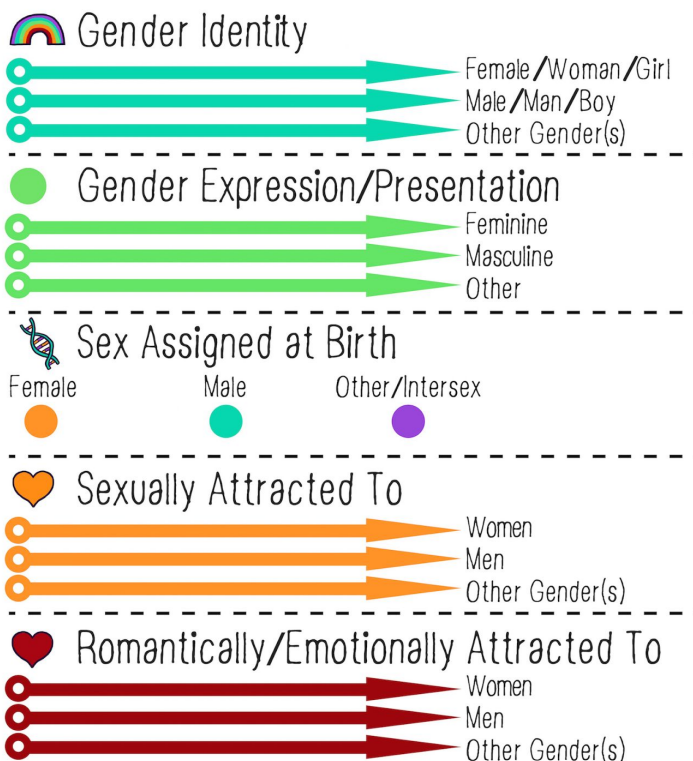 Gender Identity
Female/Woman/Girl
Male/Man/Boy
Other Gender(s)
Gender Expression/Presentation
Feminine
Masculine
Other
Sex Assigned at Birth
Female Male Other/Intersex
Sexually Attracted To
Women
Men
Other Gender(s)
Romantically/Emotionally Attracted To
Women
Men
Other Gender(s)